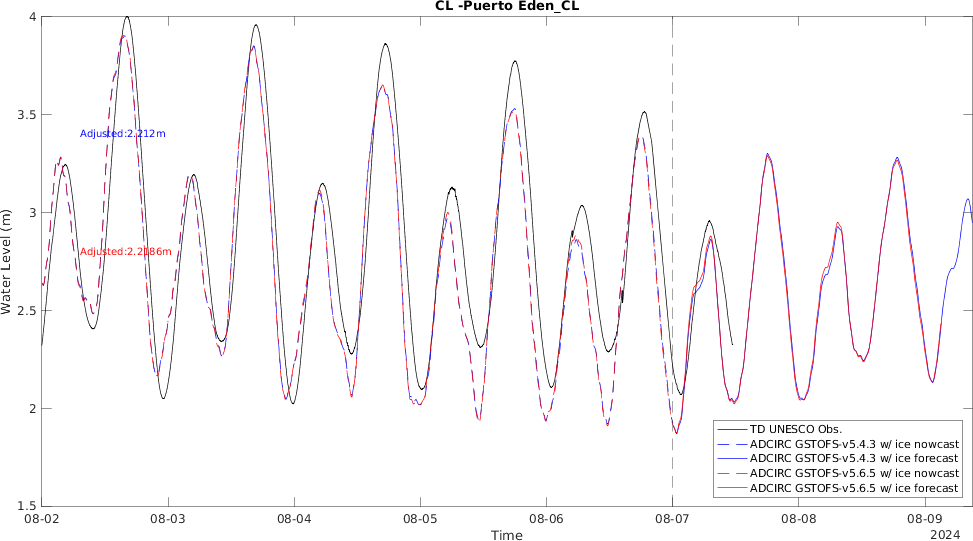 CL -Puerto Eden_CL
4
3.5
3
2.5
2
1.5
Water Level (m)
Adjusted:2.212m
Adjusted:2.2186m
TD UNESCO Obs.
ADCIRC GSTOFS-v5.4.3 w/ ice nowcast
ADCIRC GSTOFS-v5.4.3 w/ ice forecast
ADCIRC GSTOFS-v5.6.5 w/ ice nowcast
ADCIRC GSTOFS-v5.6.5 w/ ice forecast
08-02 08-03 08-04 08-05 08-06 08-07 08-08 08-09
Time
2024